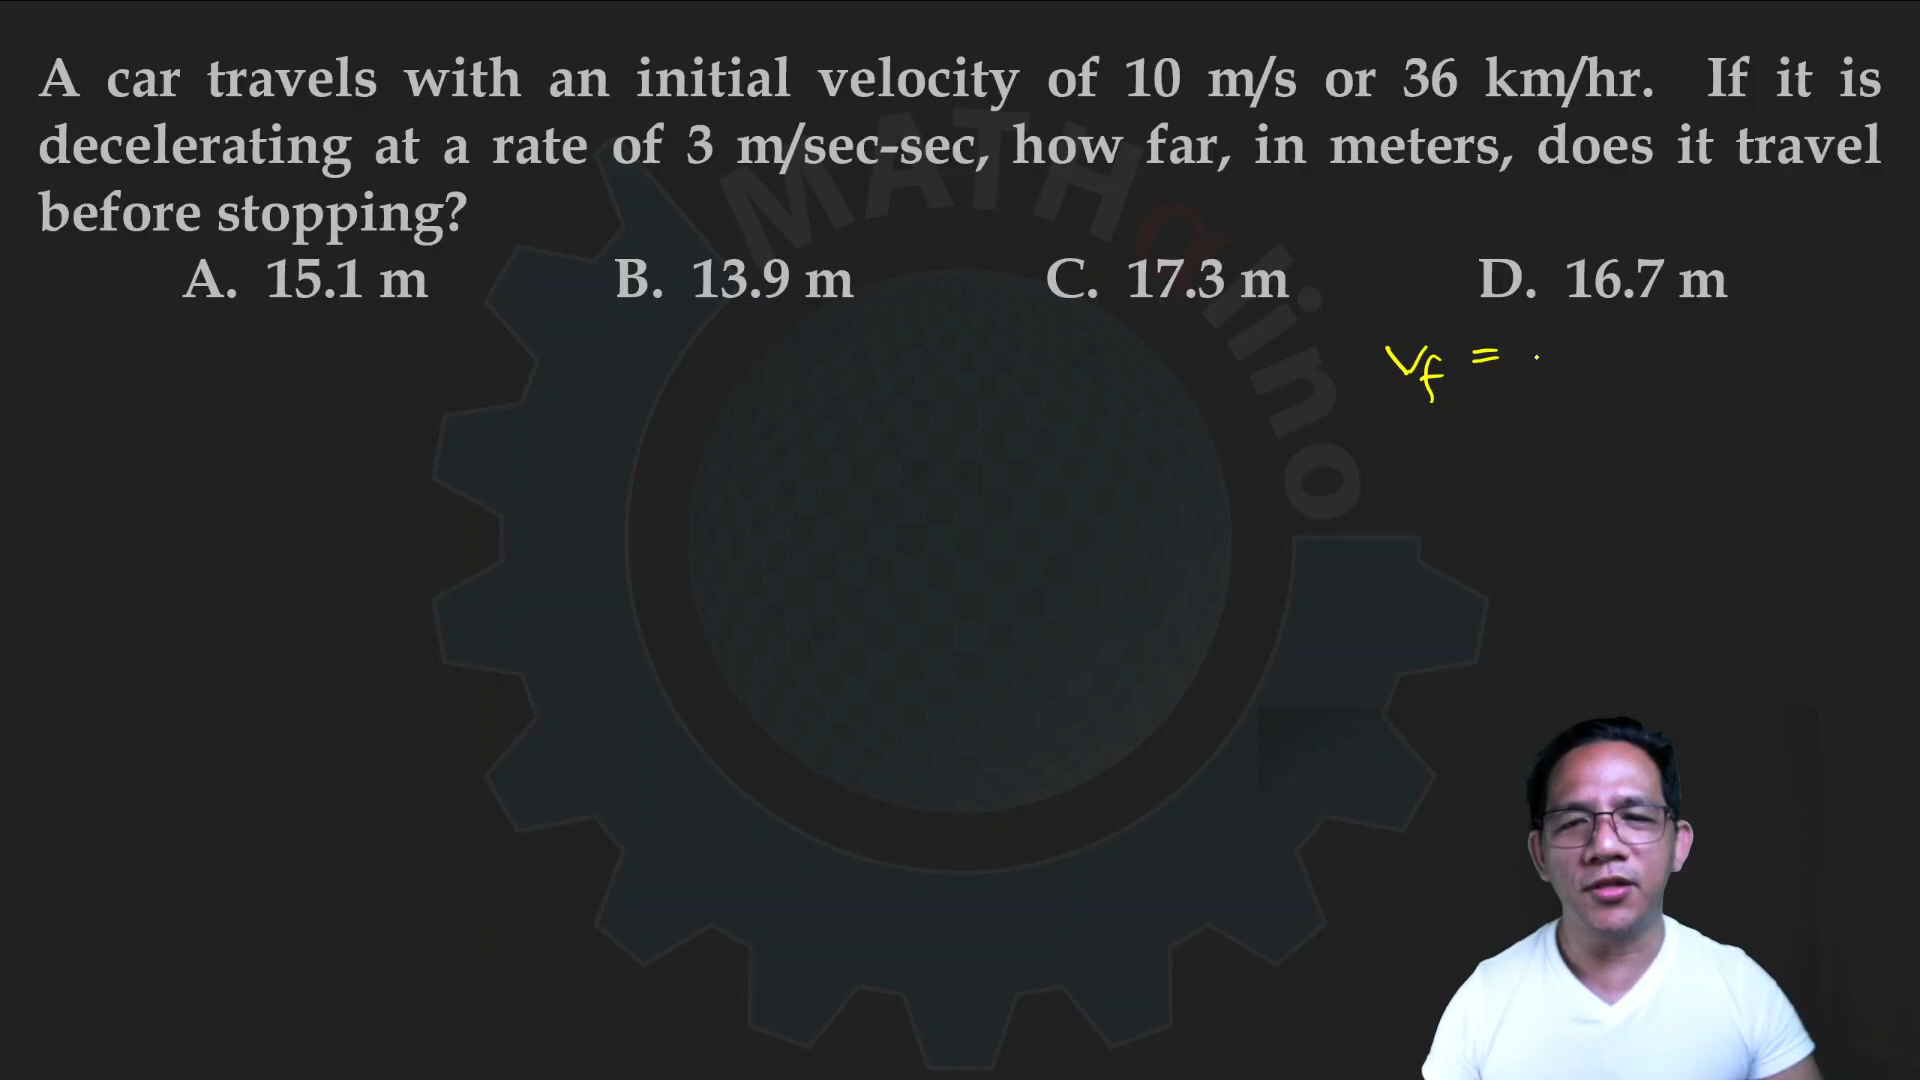 A car travels with an initial velocity of 10 m/s or 36 km/hr. If it is
decelerating at a rate of 3 m/sec-sec, how far, in meters, does it travel
before stopping?
A. 15.1 m B. 13.9 m C. 17.3 m D. 16.7 m
MATHalino
v_f =